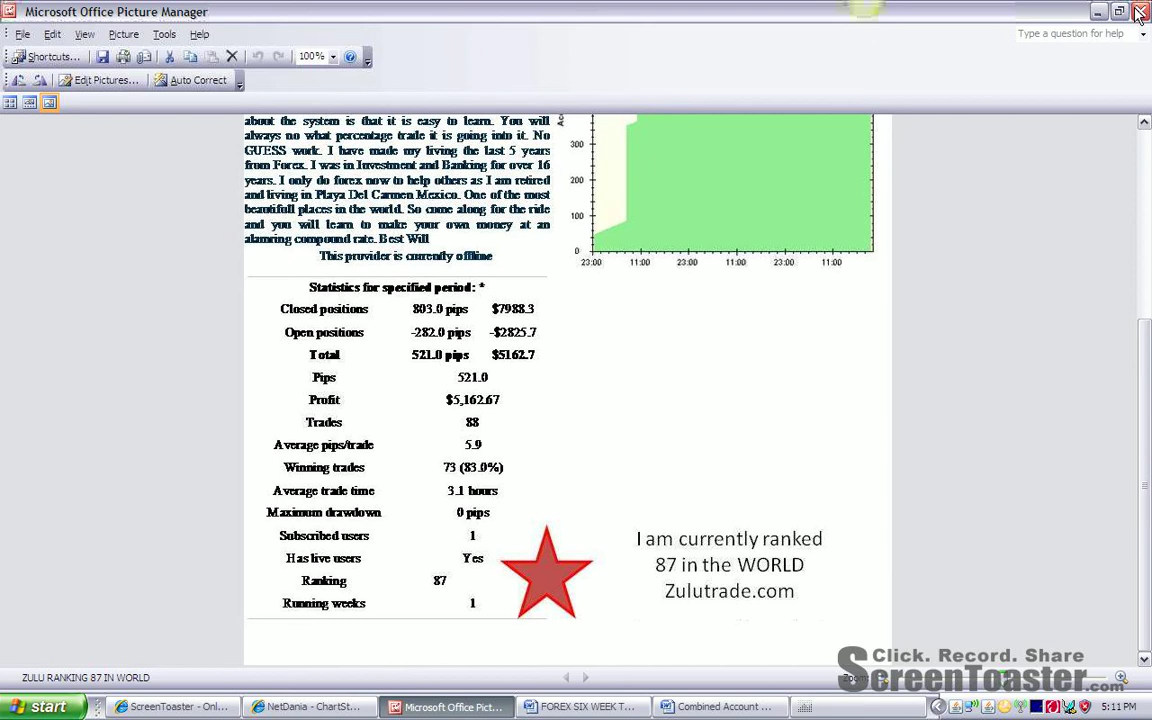 Microsoft Office Picture Manager
File Edit View Picture Tools Help
Type a question for help
Shortcuts...
100%
Edit Pictures...
Auto Correct
about the system is that it is easy to learn. You will
always no what percentage trade it is going into it. No
GUESS work. I have made my living the last 5 years
from Forex. I was in Investment and Banking for over 16
years. I only do forex now to help others as I am retired
and living in Playa Del Carmen Mexico. One of the most
beautifull places in the world. So come along for the ride
and you will learn to make your own money at an
alamring compound rate. Best Will
This provider is currently offline
300
200
100
0
23:00 11:00 23:00 11:00 23:00 11:00
Statistics for specified period: *
Closed positions 803.0 pips $7988.3
Open positions -282.0 pips -$2825.7
Total 521.0 pips $5162.7
Pips 521.0
Profit $5,162.67
Trades 88
Average pips/trade 5.9
Winning trades 73 (83.0%)
Average trade time 3.1 hours
Maximum drawdown 0 pips
Subscribed users 1
Has live users Yes
Ranking 87
Running weeks 1
I am currently ranked
87 in the WORLD
Zulutrade.com
Click. Record. Share
ScreenToaster.com
ZULU RANKING 87 IN WORLD
Zoom:
start
ScreenToaster - Onl...
NetDania - ChartSt...
Microsoft Office Pict...
FOREX SIX WEEK T...
Combined Account ...
5:11 PM